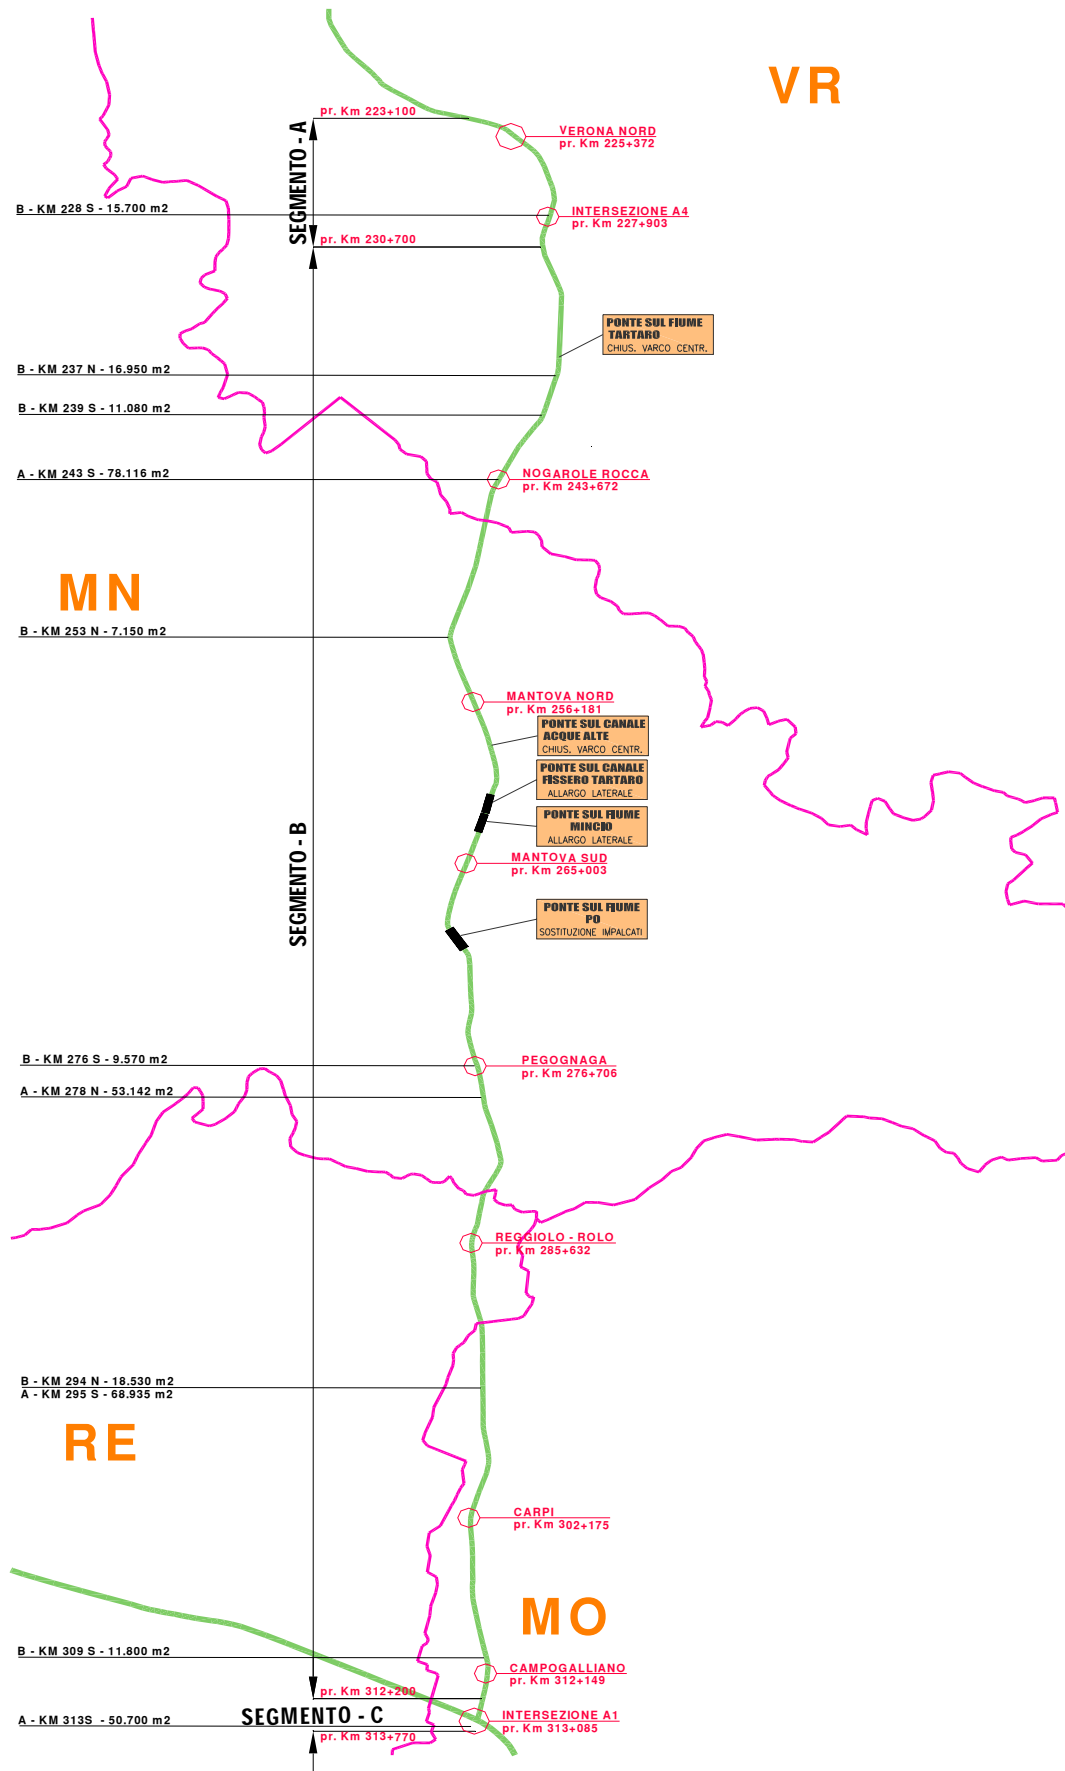 VR
pr. Km 223+100
SEGMENTO - A
VERONA NORD
pr. Km 225+372
B - KM 228 S - 15.700 m2
INTERSEZIONE A4
pr. Km 227+903
pr. Km 230+700
PONTE SUL FIUME
TARTARO
CHIUS. VARCO CENTR.
B - KM 237 N - 16.950 m2
B - KM 239 S - 11.080 m2
A - KM 243 S - 78.116 m2
NOGAROLE ROCCA
pr. Km 243+672
MN
B - KM 253 N - 7.150 m2
MANTOVA NORD
pr. Km 256+181
PONTE SUL CANALE
ACQUE ALTE
CHIUS. VARCO CENTR.
PONTE SUL CANALE
FISSERO TARTARO
ALLARGO LATERALE
PONTE SUL FIUME
MINCIO
ALLARGO LATERALE
SEGMENTO - B
MANTOVA SUD
pr. Km 265+003
PONTE SUL FIUME
PO
SOSTITUZIONE IMPALCATI
B - KM 276 S - 9.570 m2
PEGOGNAGA
pr. Km 276+706
A - KM 278 N - 53.142 m2
REGGIOLO - ROLO
pr. Km 285+632
B - KM 294 N - 18.530 m2
A - KM 295 S - 68.935 m2
RE
CARPI
pr. Km 302+175
MO
B - KM 309 S - 11.800 m2
CAMPOGALLIANO
pr. Km 312+149
pr. Km 312+200
SEGMENTO - C
A - KM 313S - 50.700 m2
INTERSEZIONE A1
pr. Km 313+085
pr. Km 313+770